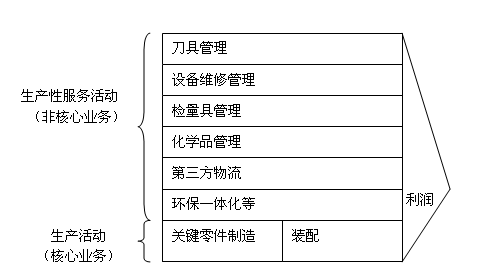 刀具管理
设备维修管理
生产性服务活动
（非核心业务）
检量具管理
化学品管理
第三方物流
环保一体化等
利润
生产活动
（核心业务）
关键零件制造
装配